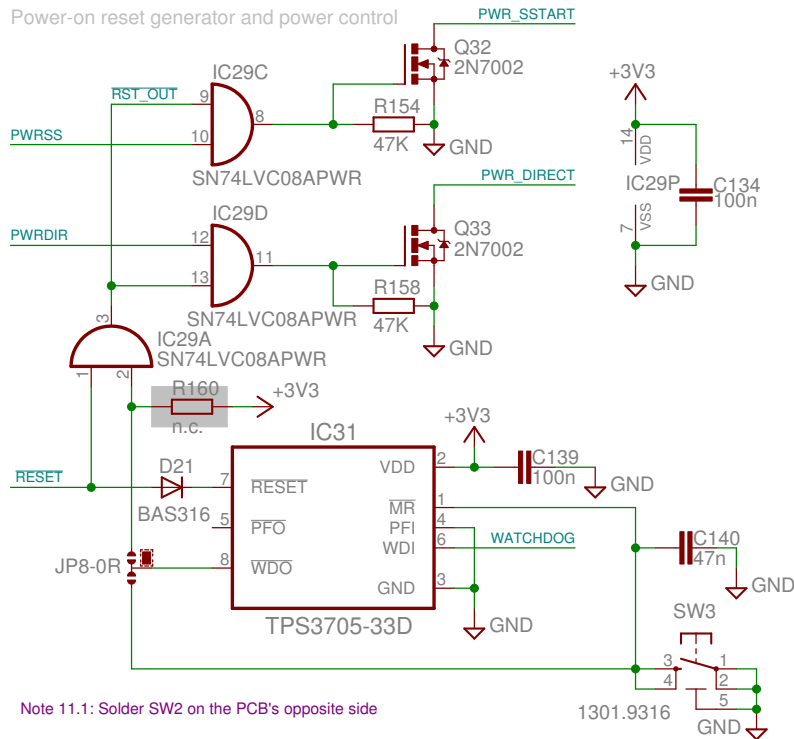 Power-on reset generator and power control
PWR_SSTART
Q32
2N7002
IC29C
RST_OUT
9
8
10
PWRSS
R154
47K
GND
SN74LVC08APWR
+3V3
14
VDD
IC29P
C134
100n
7
VSS
GND
PWR_DIRECT
IC29D
Q33
2N7002
PWRDIR
12
11
13
R158
47K
GND
SN74LVC08APWR
3
IC29A
SN74LVC08APWR
1
2
R160
n.c.
+3V3
+3V3
IC31
C139
100n
GND
RESET
D21
BAS316
7
RESET
VDD
2
MR
1
5
PFO
PFI
4
WDI
6
WATCHDOG
8
WDO
GND
3
JP8-0R
TPS3705-33D
GND
C140
47n
GND
SW3
3
1
4
2
5
1301.9316
GND
Note 11.1: Solder SW2 on the PCB's opposite side